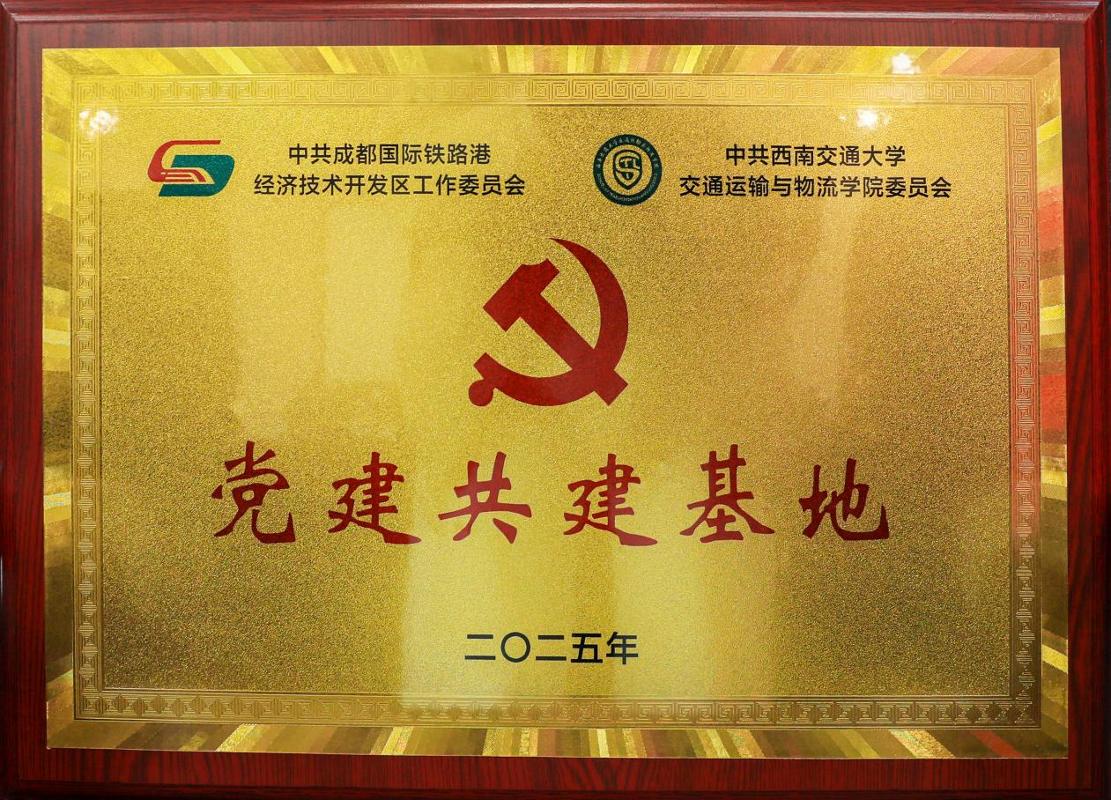 中共成都国际铁路港
经济技术开发区工作委员会
中共西南交通大学
交通运输与物流学院委员会
党建共建基地
二〇二五年